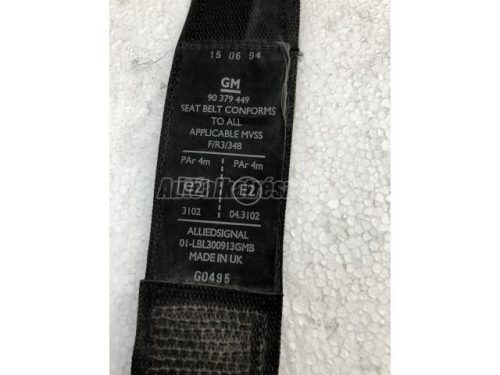 15 06 94
GM
90 379 449
SEAT BELT CONFORMS
TO ALL
APPLICABLE MVSS
F/R3/348
PAr 4m PAr 4m
e2 E2
3102 04.3102
ALLIEDSIGNAL
01-LBL300913GMB
MADE IN UK
G0495